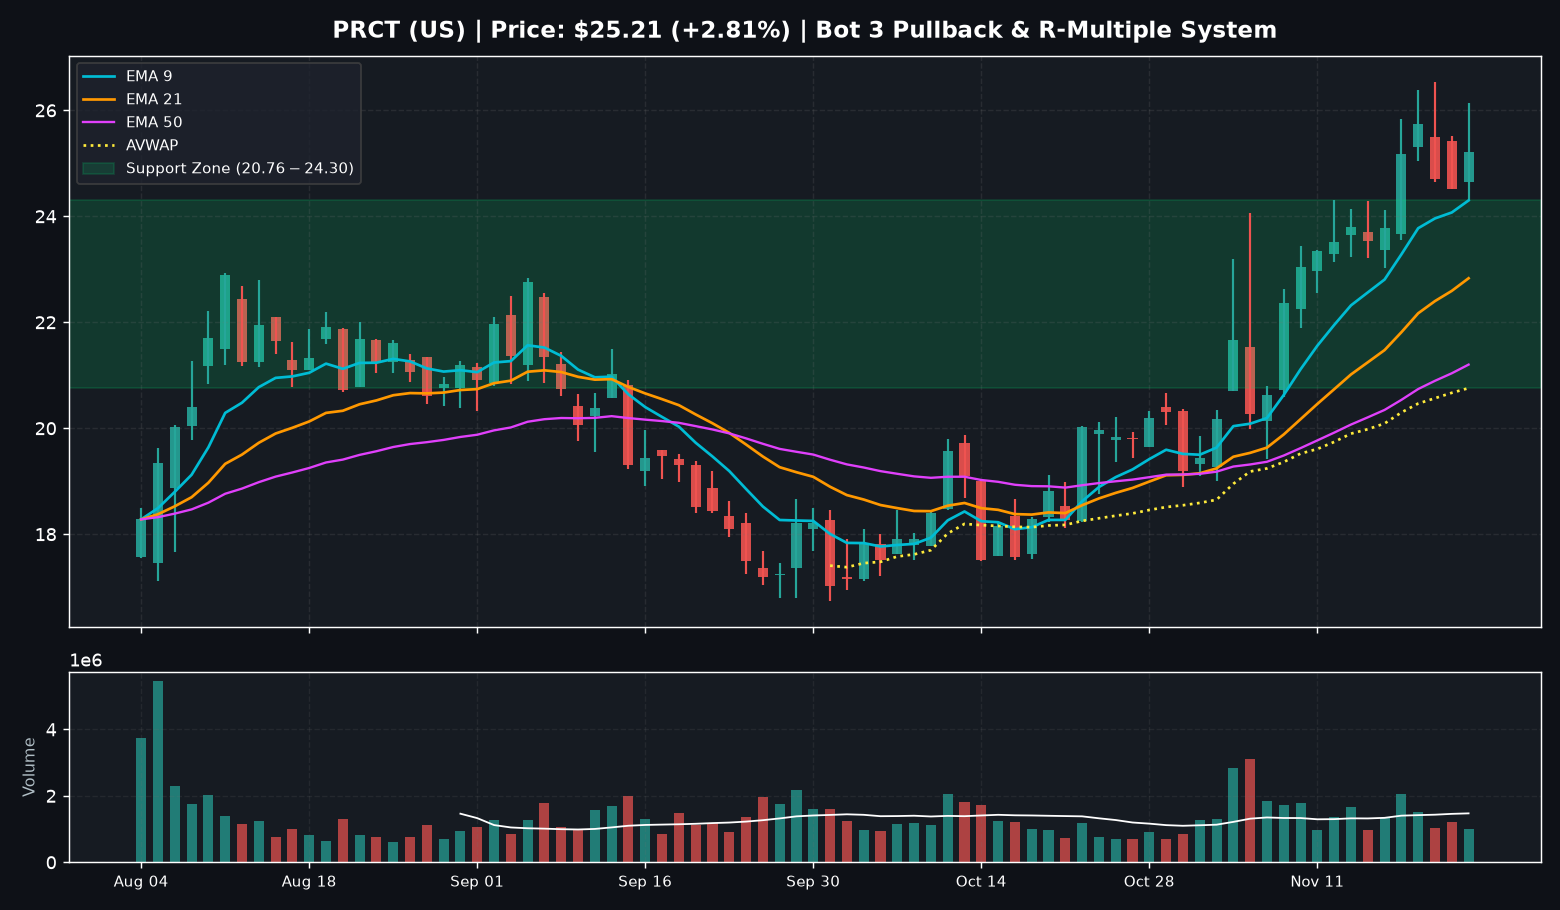 PRCT (US) | Price: $25.21 (+2.81%) | Bot 3 Pullback & R-Multiple System
EMA 9
EMA 21
EMA 50
AVWAP
Support Zone (20.76 − 24.30)
26
24
22
20
18
1e6
Volume
4
2
0
Aug 04 Aug 18 Sep 01 Sep 16 Sep 30 Oct 14 Oct 28 Nov 11